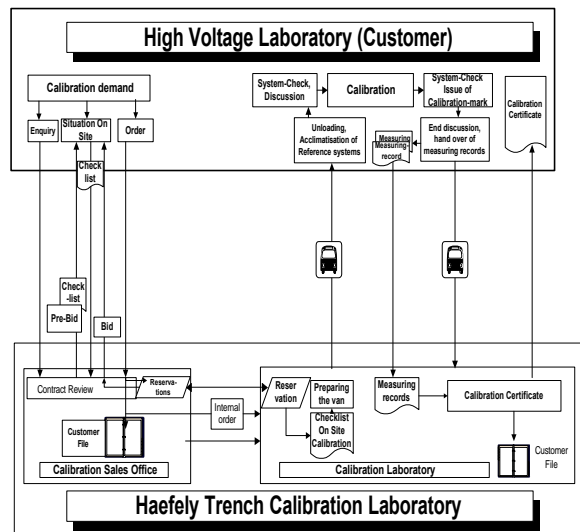 High Voltage Laboratory (Customer)
Calibration demand
Enquiry
Situation On
Site
Order
Check
list
System-Check,
Discussion
Calibration
System-Check
Issue of
Calibration-mark
Calibration
Certificate
Unloading,
Acclimatisation of
Reference systems
Measuring
Measuring-
record
End discussion,
hand over of
measuring records
Check
-list
Pre-Bid
Bid
Contract Review
Reserva-
tions
Internal
order
Customer
File
Calibration Sales Office
Reser
vation
Preparing
the van
Checklist
On Site
Calibration
Measuring
records
Calibration Certificate
Customer
File
Calibration Laboratory
Haefely Trench Calibration Laboratory